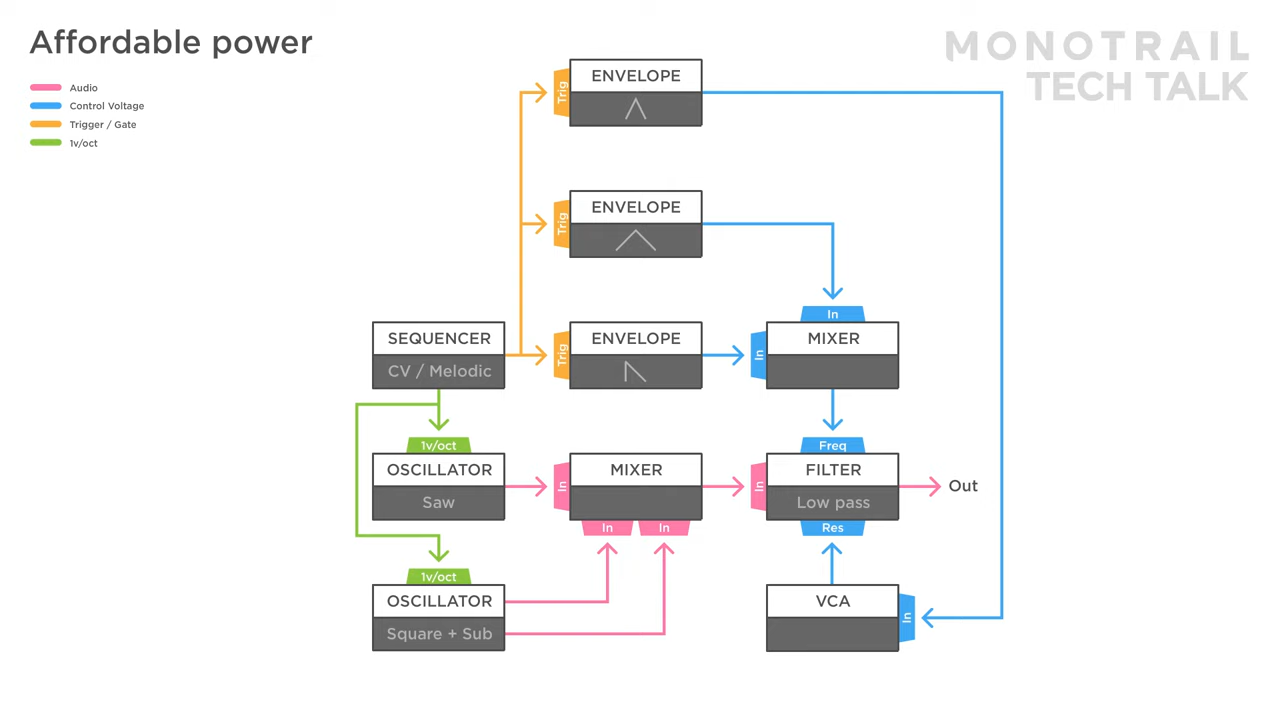 Affordable power
MONOTRAIL
TECH TALK
Audio
Control Voltage
Trigger / Gate
1v/oct
Trig
ENVELOPE
Trig
ENVELOPE
In
SEQUENCER
CV / Melodic
Trig
ENVELOPE
In
MIXER
1v/oct
Freq
OSCILLATOR
Saw
In
MIXER
In
In
In
FILTER
Low pass
Res
Out
1v/oct
OSCILLATOR
Square + Sub
VCA
In